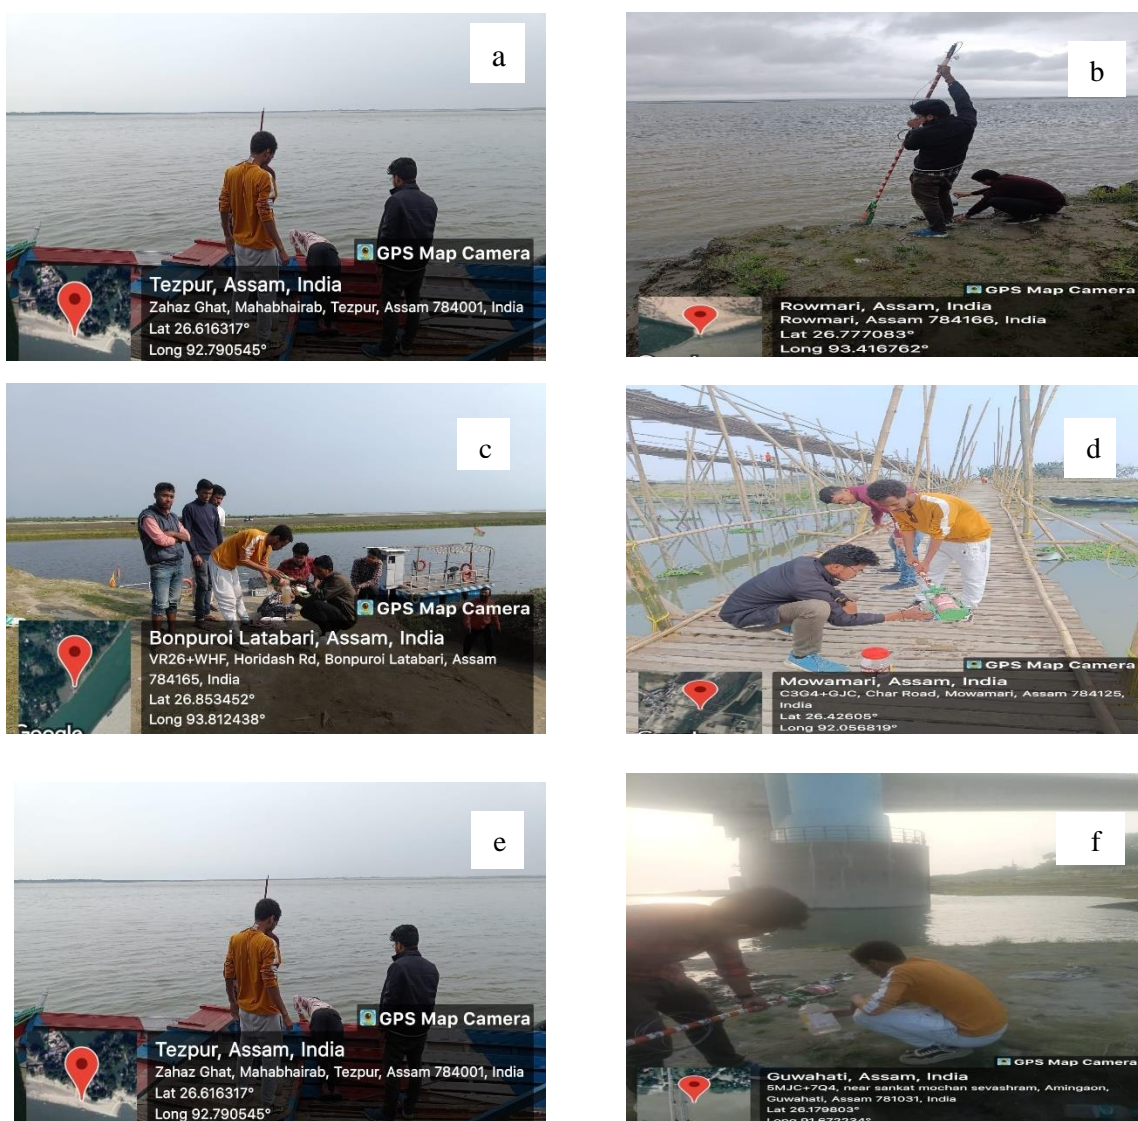 a
GPS Map Camera
Tezpur, Assam, India
Zahaz Ghat, Mahabhairab, Tezpur, Assam 784001, India
Lat 26.616317°
Long 92.790545°
b
GPS Map Camera
Rowmari, Assam, India
Rowmari, Assam 784166, India
Lat 26.777083°
Long 93.416762°
c
GPS Map Camera
Bonpuroi Latabari, Assam, India
VR26+WHF, Horidash Rd, Bonpuroi Latabari, Assam
784165, India
Lat 26.853452°
Long 93.812438°
Google
d
GPS Map Camera
Mowamari, Assam, India
C3G4+GJC, Char Road, Mowamari, Assam 784125,
India
Lat 26.42605°
Long 92.056819°
e
GPS Map Camera
Tezpur, Assam, India
Zahaz Ghat, Mahabhairab, Tezpur, Assam 784001, India
Lat 26.616317°
Long 92.790545°
f
GPS Map Camera
Guwahati, Assam, India
5MJC+7Q4, near sankat mochan sevashram, Amingaon,
Guwahati, Assam 781031, India
Lat 26.179803°
Long 91.672234°